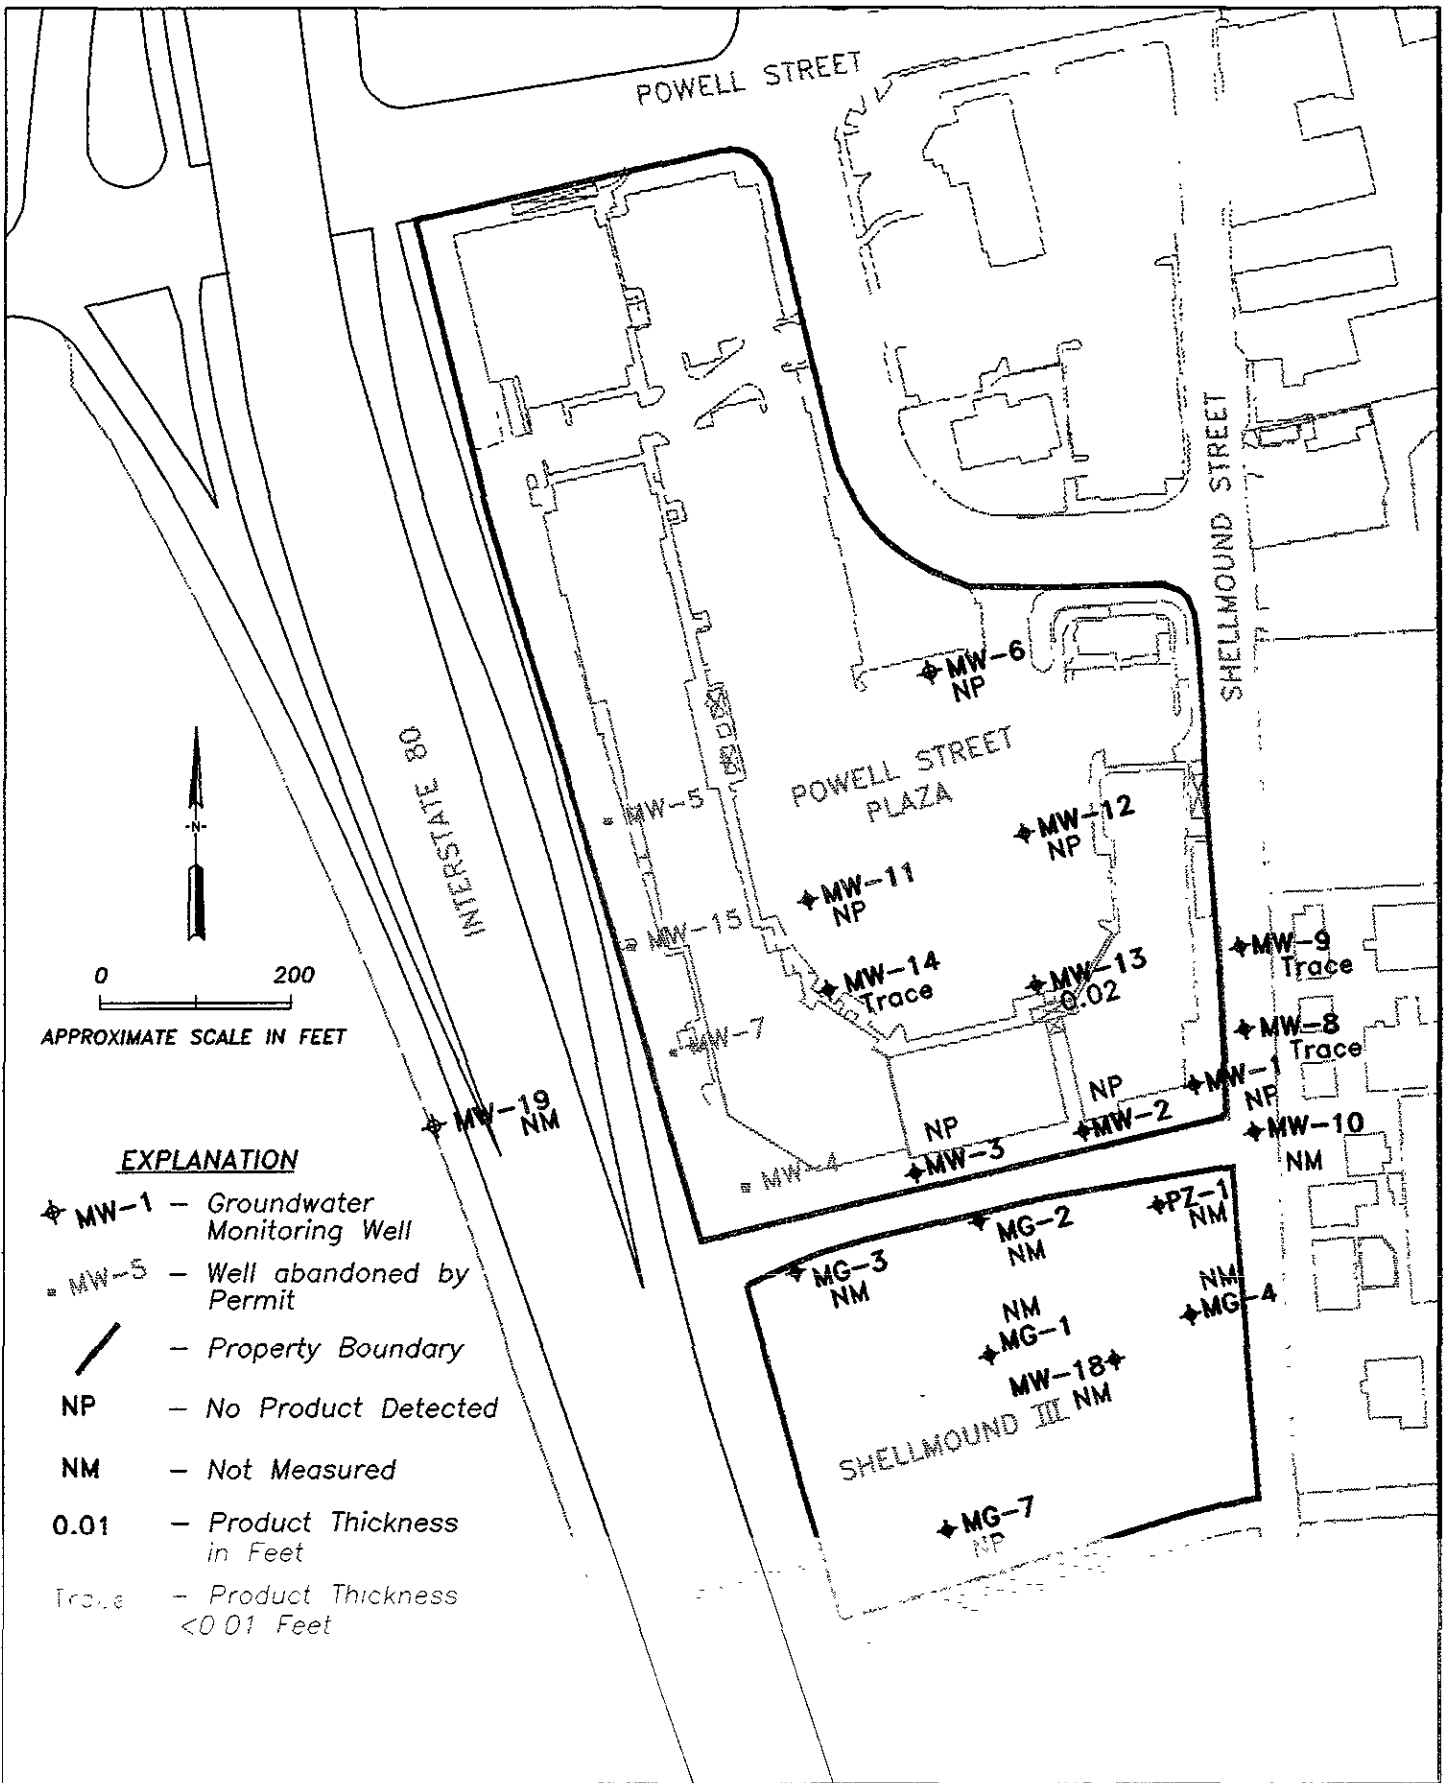 POWELL STREET
SHELLMOUND STREET
MW-6
NP
POWELL STREET
PLAZA
INTERSTATE 80
MW-5
MW-12
NP
MW-11
NP
MW-15
MW-9
Trace
MW-14
Trace
MW-13
0.02
-N-
0 200
APPROXIMATE SCALE IN FEET
MW-7
MW-8
Trace
MW-1
NP
NP
MW-2
MW-19
NM
NP
MW-3
MW-10
NM
MW-4
PZ-1
NM
MG-2
NM
MG-3
NM
NM
MG-4
NM
MG-1
MW-18
NM
SHELLMOUND III
MG-7
NP
EXPLANATION
MW-1 - Groundwater
Monitoring Well
MW-5 - Well abandoned by
Permit
- Property Boundary
NP - No Product Detected
NM - Not Measured
0.01 - Product Thickness
in Feet
Trace - Product Thickness
<0 01 Feet